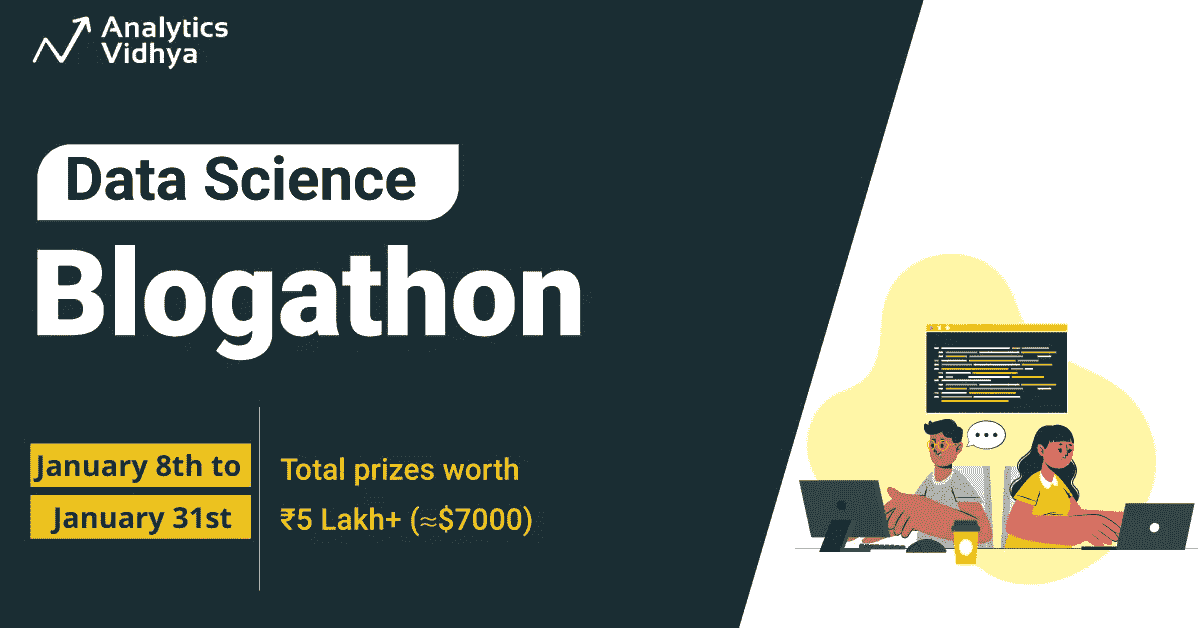 Analytics
Vidhya
Data Science
Blogathon
January 8th to
January 31st
Total prizes worth
₹5 Lakh+ (≈$7000)